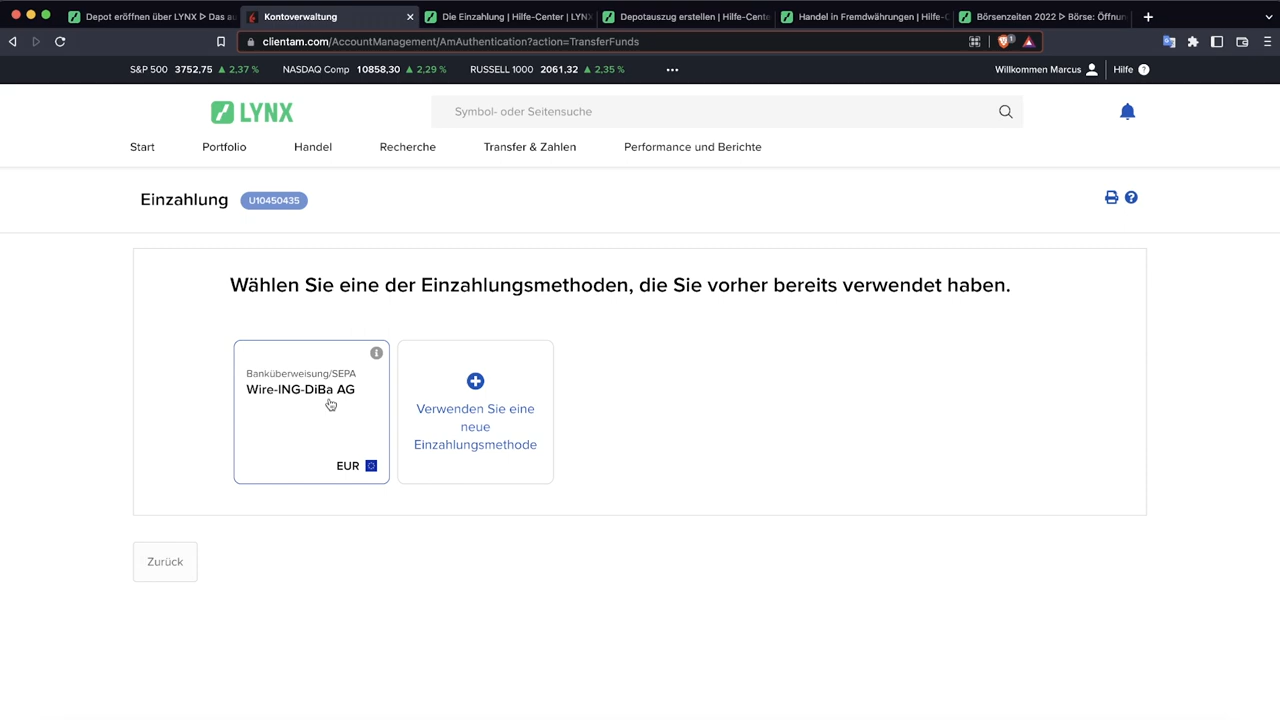 Depot eröffnen über LYNX ᐅ Das au
Kontoverwaltung
Die Einzahlung | Hilfe-Center | LYNX
Depotauszug erstellen | Hilfe-Cente
Handel in Fremdwährungen | Hilfe-C
Börsenzeiten 2022 ᐅ Börse: Öffnun
clientam.com/AccountManagement/AmAuthentication?action=TransferFunds
1
S&P 500 3752,75 ▲ 2,37 % NASDAQ Comp 10858,30 ▲ 2,29 % RUSSELL 1000 2061,32 ▲ 2,35 % •••
Willkommen Marcus
Hilfe ?
LYNX
Symbol- oder Seitensuche
Start Portfolio Handel Recherche Transfer & Zahlen Performance und Berichte
Einzahlung U10450435
?
Wählen Sie eine der Einzahlungsmethoden, die Sie vorher bereits verwendet haben.
i
Banküberweisung/SEPA
Wire-ING-DiBa AG
EUR
Verwenden Sie eine
neue
Einzahlungsmethode
Zurück